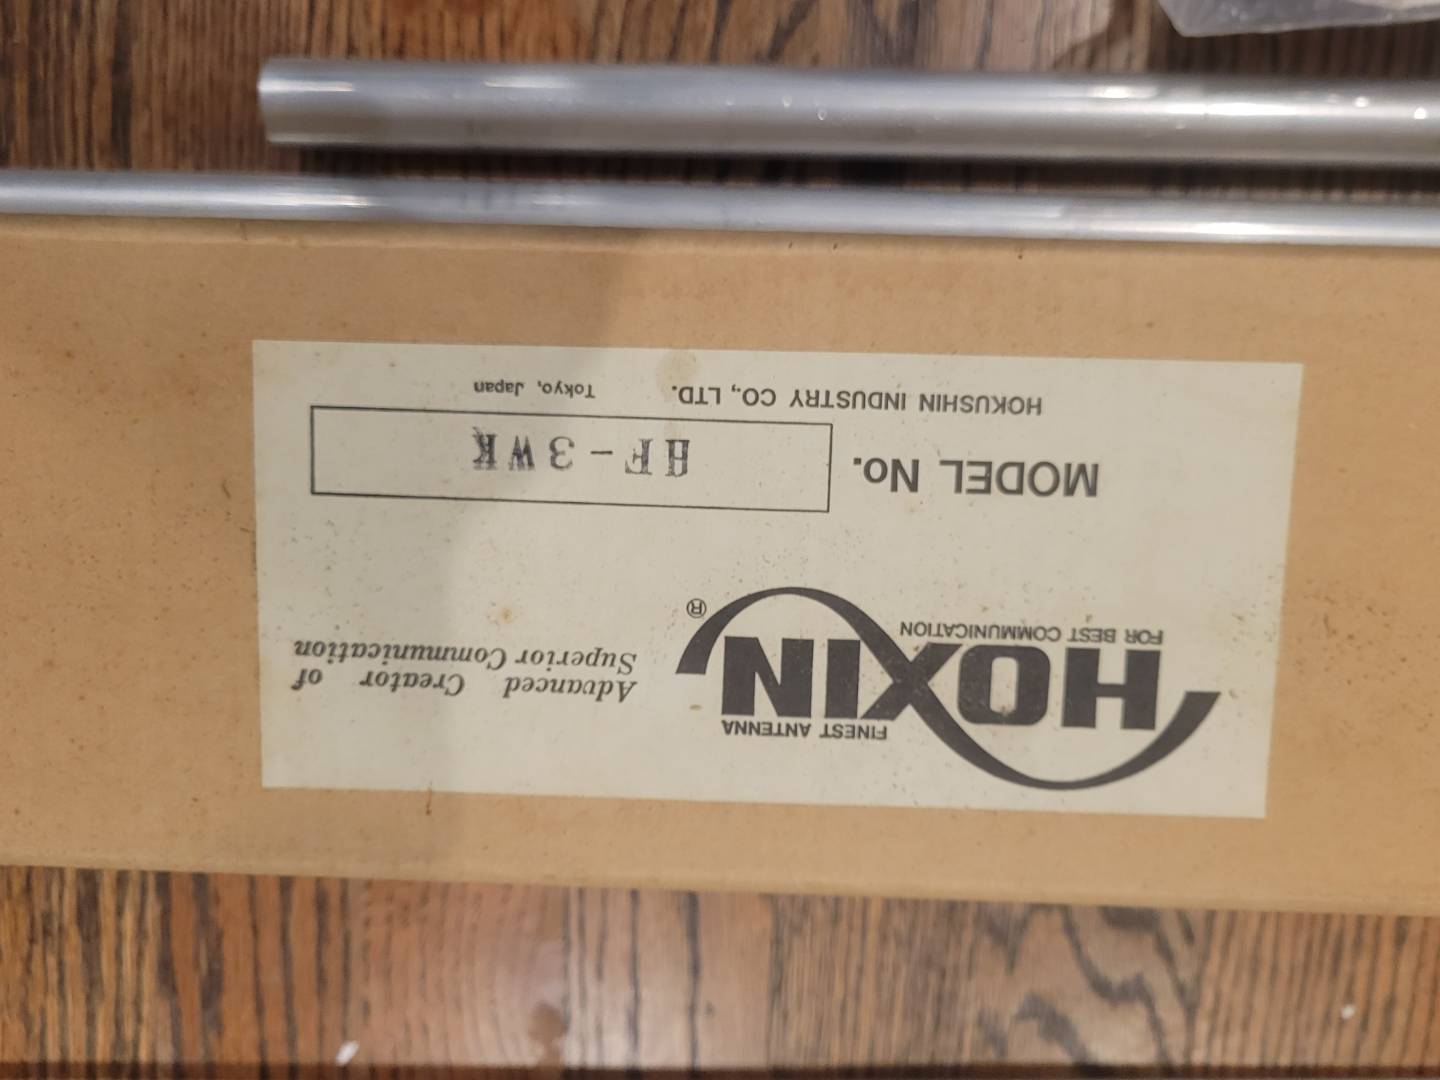 FINEST ANTENNA
HOXIN ®
FOR BEST COMMUNICATION
Advanced Creator of
Superior Communication
MODEL No. HF-3WK
HOKUSHIN INDUSTRY CO., LTD. Tokyo, Japan